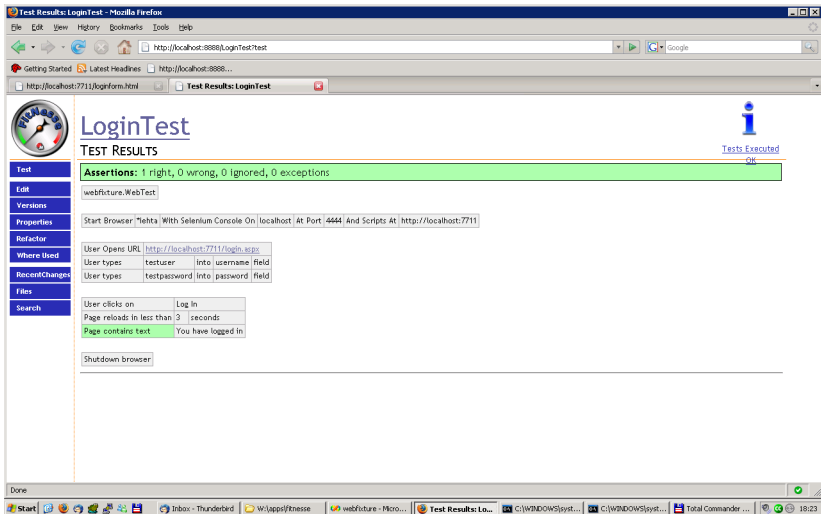 Test Results: LoginTest - Mozilla Firefox
File Edit View History Bookmarks Tools Help
http://localhost:8888/LoginTest?test
G Google
Getting Started Latest Headlines http://localhost:8888...
http://localhost:7711/loginform.html Test Results: LoginTest
FitNesse
LoginTest
TEST RESULTS
Tests Executed
OK
Test
Edit
Versions
Properties
Refactor
Where Used
RecentChanges
Files
Search
Assertions: 1 right, 0 wrong, 0 ignored, 0 exceptions
webfixture.WebTest
Start Browser *iehta With Selenium Console On localhost At Port 4444 And Scripts At http://localhost:7711
User Opens URL http://localhost:7711/login.aspx
User types testuser into username field
User types testpassword into password field
User clicks on Log In
Page reloads in less than 3 seconds
Page contains text You have logged in
Shutdown browser
Done
Start Inbox - Thunderbird W:\apps\fitnesse webfixture - Micro... Test Results: Lo... C:\WINDOWS\syst... C:\WINDOWS\syst... Total Commander ... 18:23